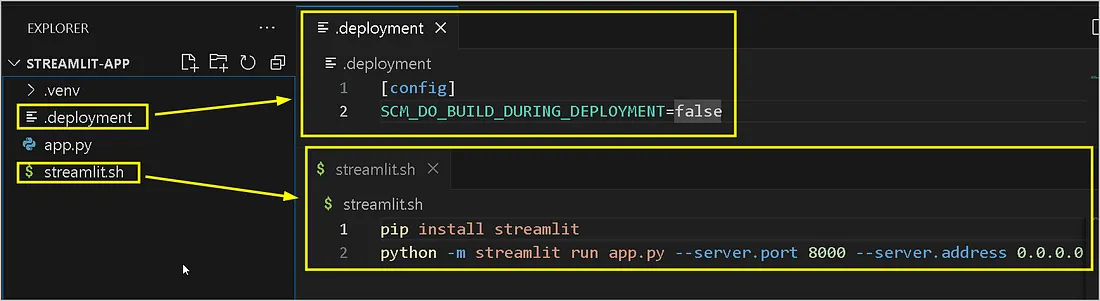 EXPLORER ...
STREAMLIT-APP
.venv
.deployment
app.py
$ streamlit.sh
.deployment
.deployment
1 [config]
2 SCM_DO_BUILD_DURING_DEPLOYMENT=false
$ streamlit.sh
$ streamlit.sh
1 pip install streamlit
2 python -m streamlit run app.py --server.port 8000 --server.address 0.0.0.0